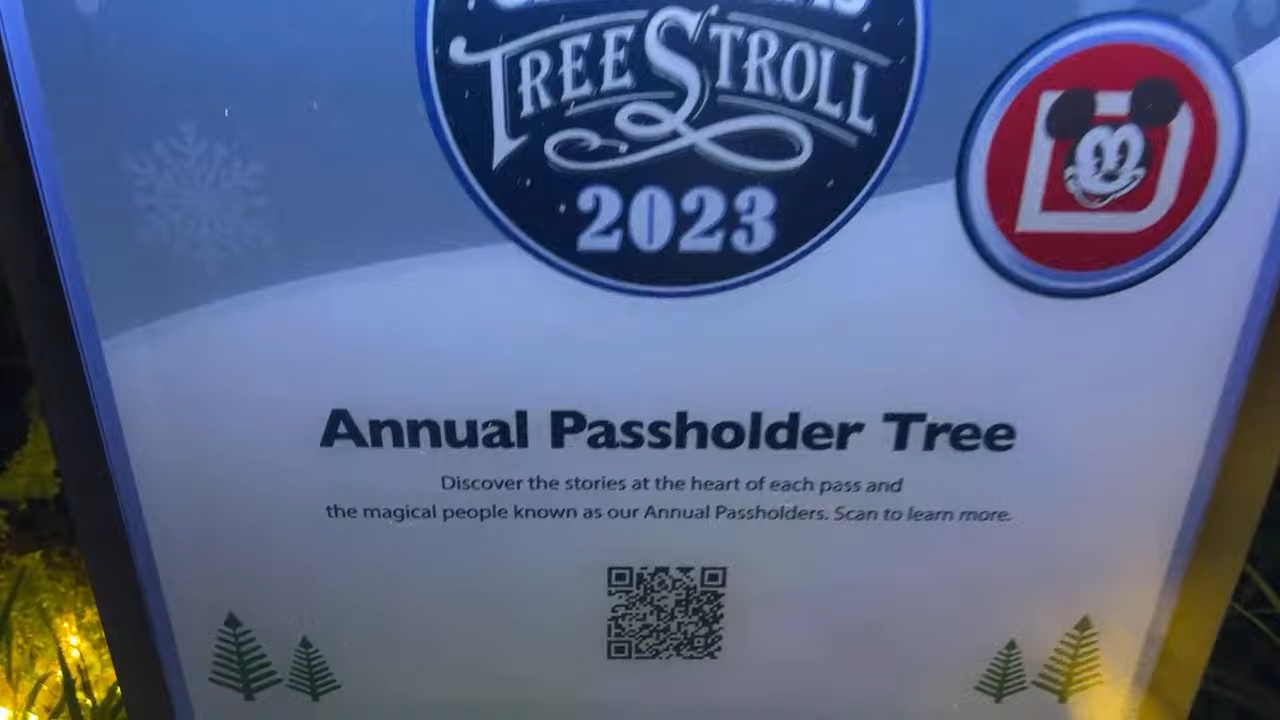 TREE STROLL
2023
Annual Passholder Tree
Discover the stories at the heart of each pass and
the magical people known as our Annual Passholders. Scan to learn more.